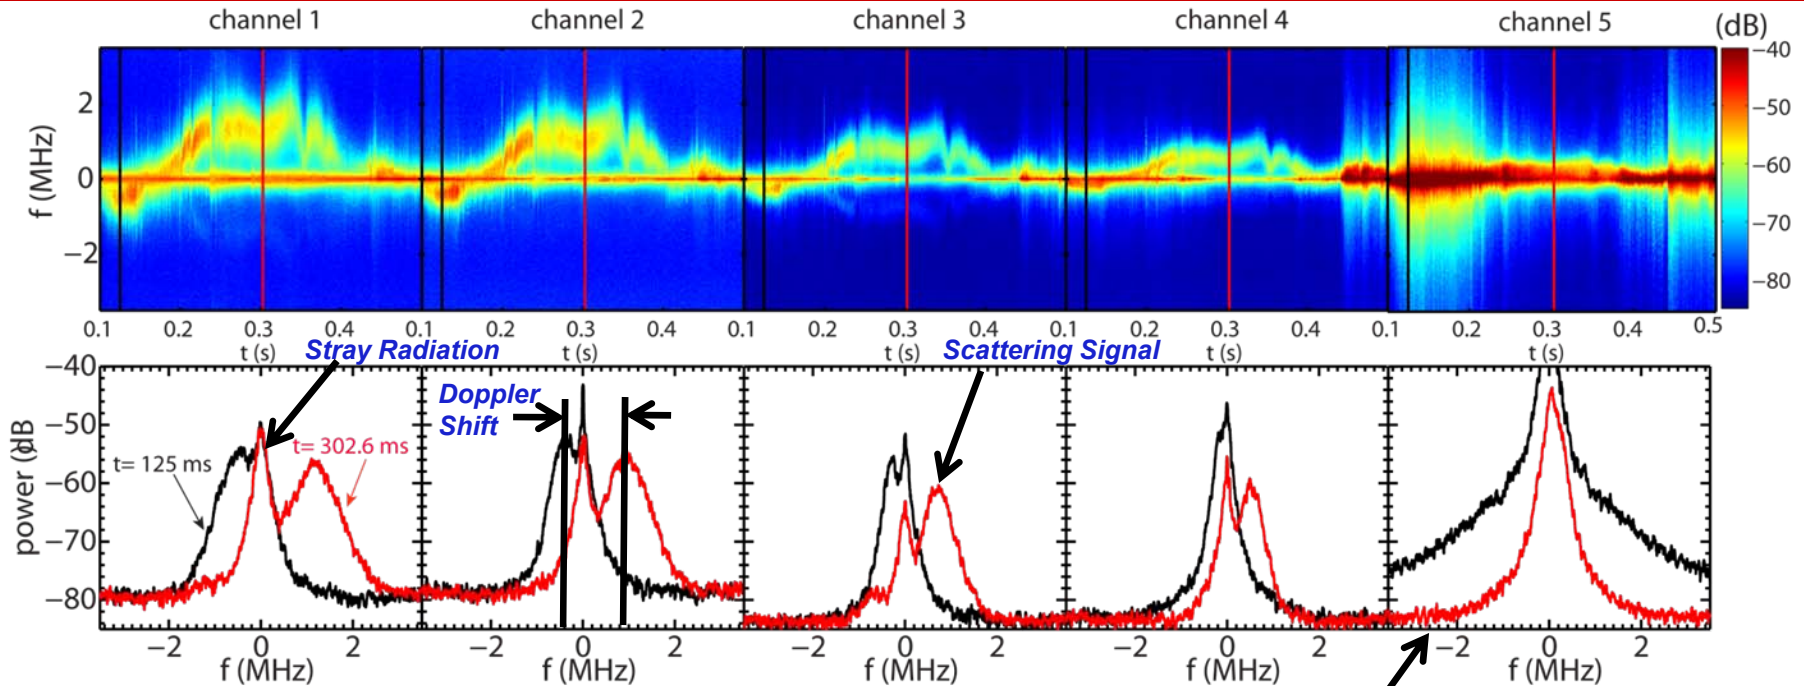 channel 1 channel 2 channel 3 channel 4 channel 5 (dB)
f (MHz)
2
0
−2
−40
−50
−60
−70
−80
0.1 0.2 0.3 0.4 0.1 0.2 0.3 0.4 0.1 0.2 0.3 0.4 0.1 0.2 0.3 0.4 0.1 0.2 0.3 0.4 0.5
t (s) t (s) t (s) t (s) t (s)
Stray Radiation Scattering Signal
power (dB
−40
−50
−60
−70
−80
Doppler
Shift
t= 125 ms
t= 302.6 ms
−2 0 2 −2 0 2 −2 0 2 −2 0 2 −2 0 2
f (MHz) f (MHz) f (MHz) f (MHz) f (MHz)